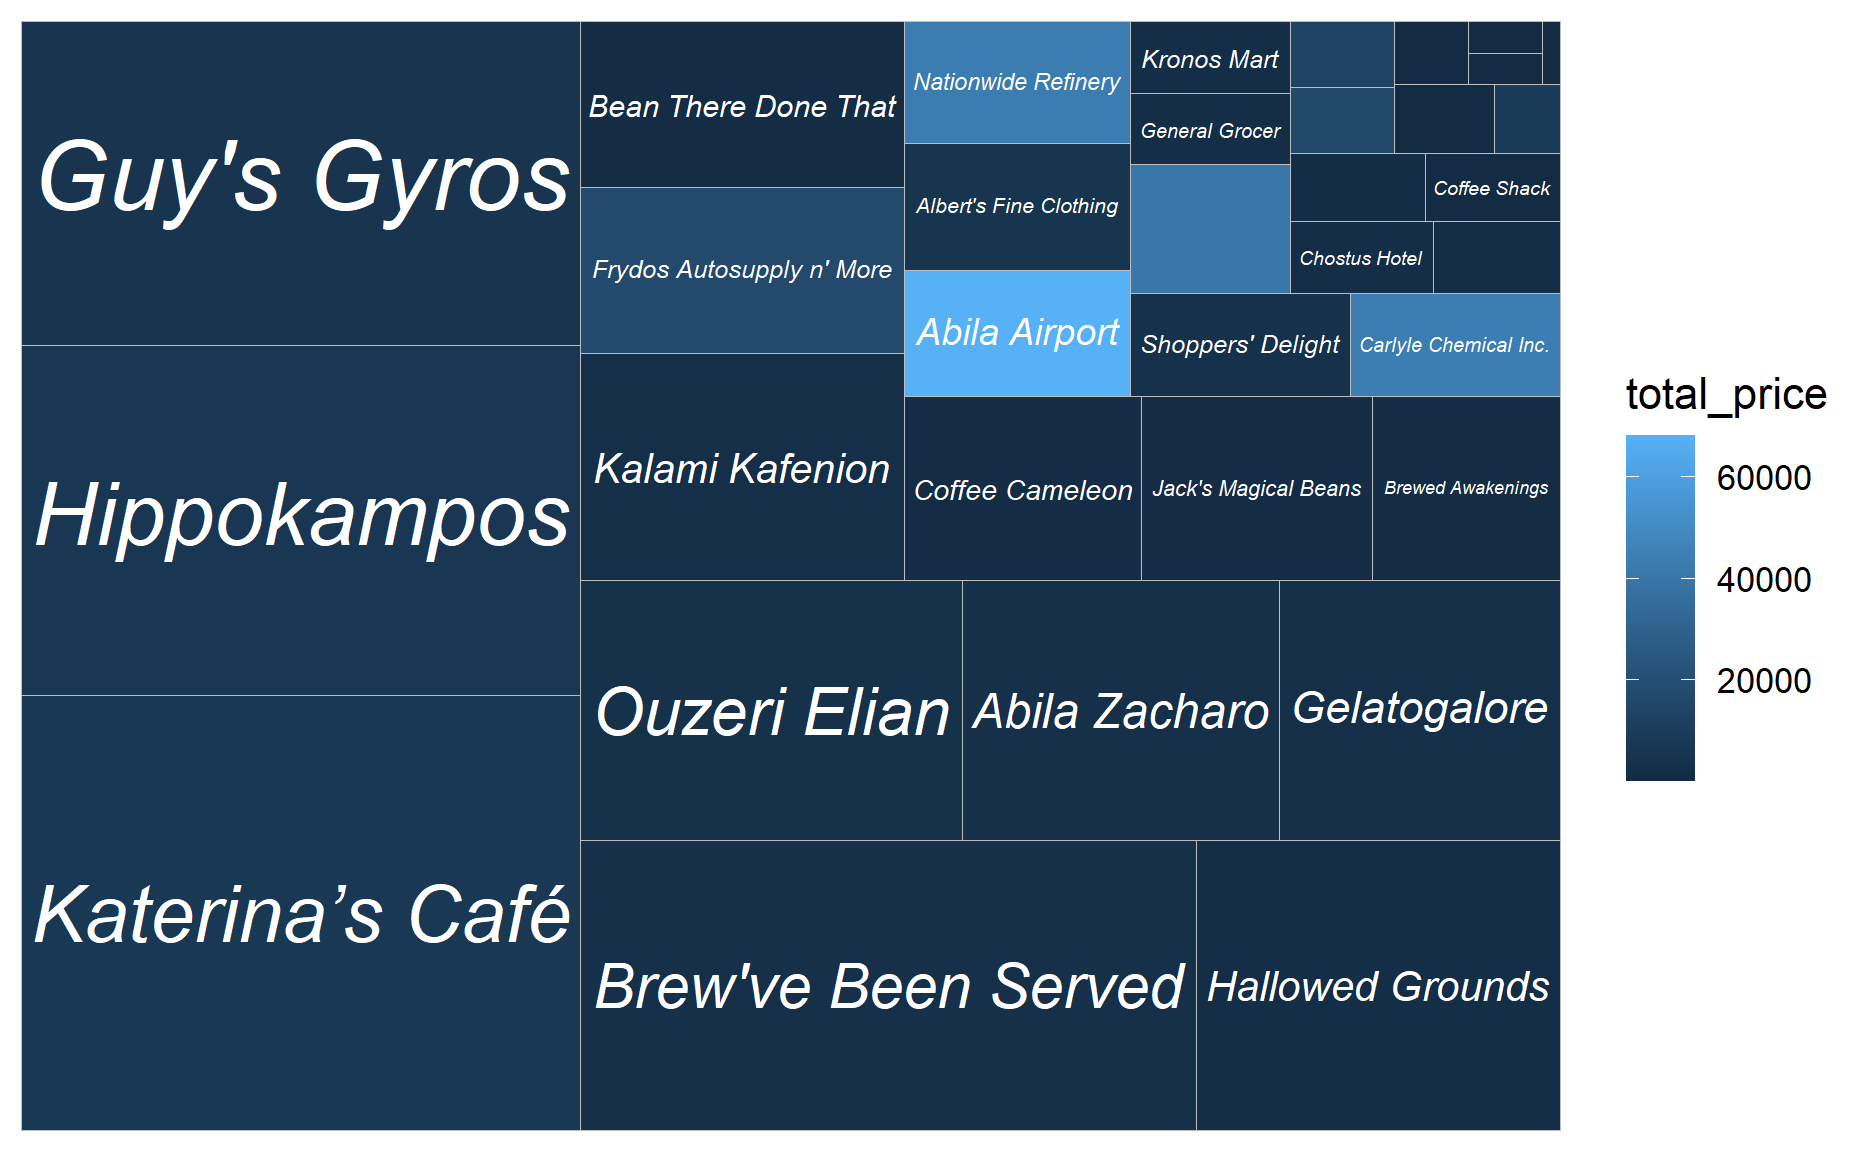 Guy's Gyros
Hippokampos
Katerina’s Café
Bean There Done That
Frydos Autosupply n' More
Kalami Kafenion
Nationwide Refinery
Albert's Fine Clothing
Abila Airport
Kronos Mart
General Grocer
Coffee Shack
Chostus Hotel
Shoppers' Delight
Carlyle Chemical Inc.
Coffee Cameleon
Jack's Magical Beans
Brewed Awakenings
Ouzeri Elian
Abila Zacharo
Gelatogalore
Brew've Been Served
Hallowed Grounds
total_price
60000
40000
20000